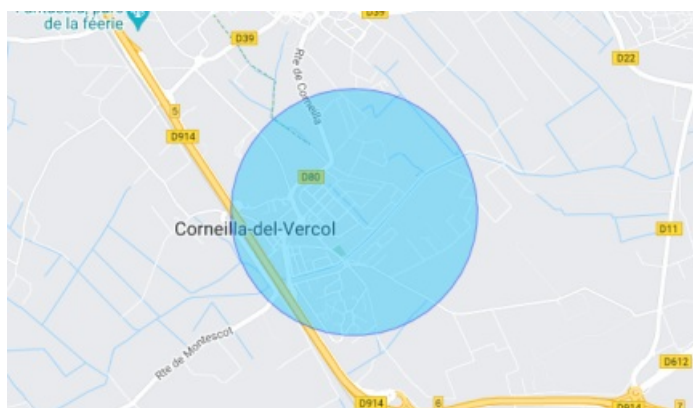 de la féerie
D39
D39
Rte de Corneilla
D22
5
D914
D80
Corneilla-del-Vercol
D11
Rte de Montescot
D612
D914
6
D914
7